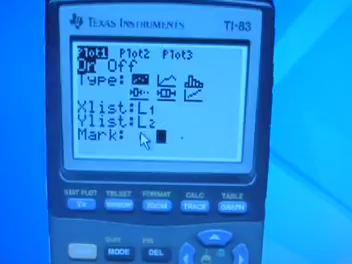 TEXAS INSTRUMENTS TI-83
Plot1 Plot2 Plot3
On Off
Type:
Xlist:L1
Ylist:L2
Mark:
STAT PLOT TBLSET FORMAT CALC TABLE
Y= WINDOW ZOOM TRACE GRAPH
QUIT INS
MODE DEL